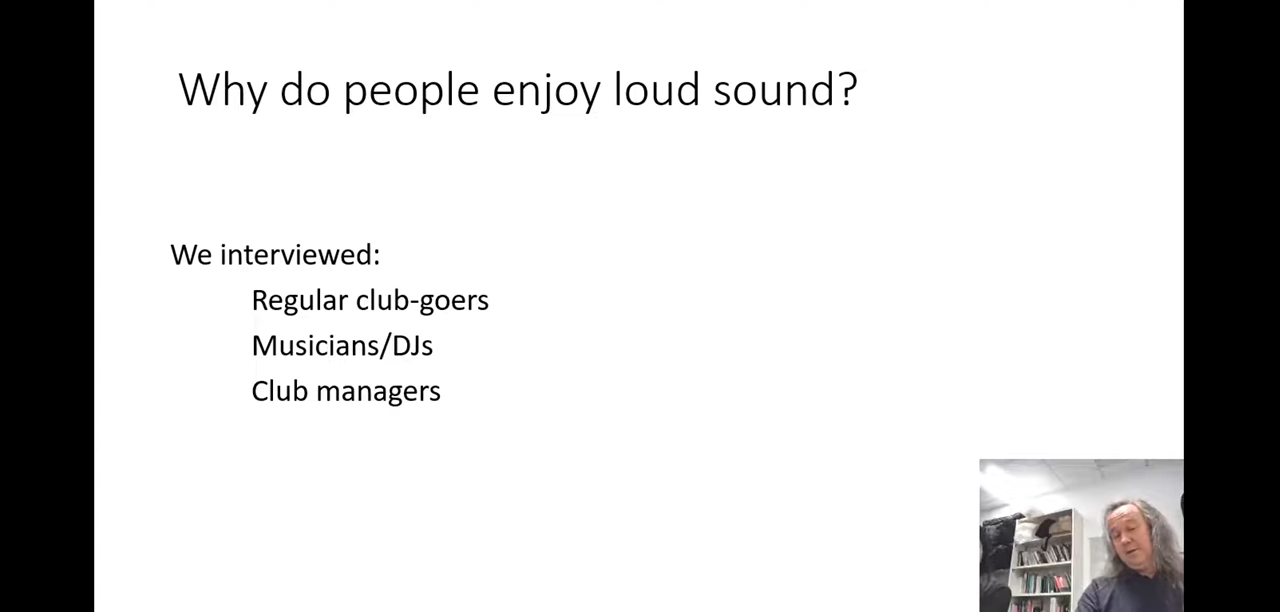 Why do people enjoy loud sound?
We interviewed:
Regular club-goers
Musicians/DJs
Club managers